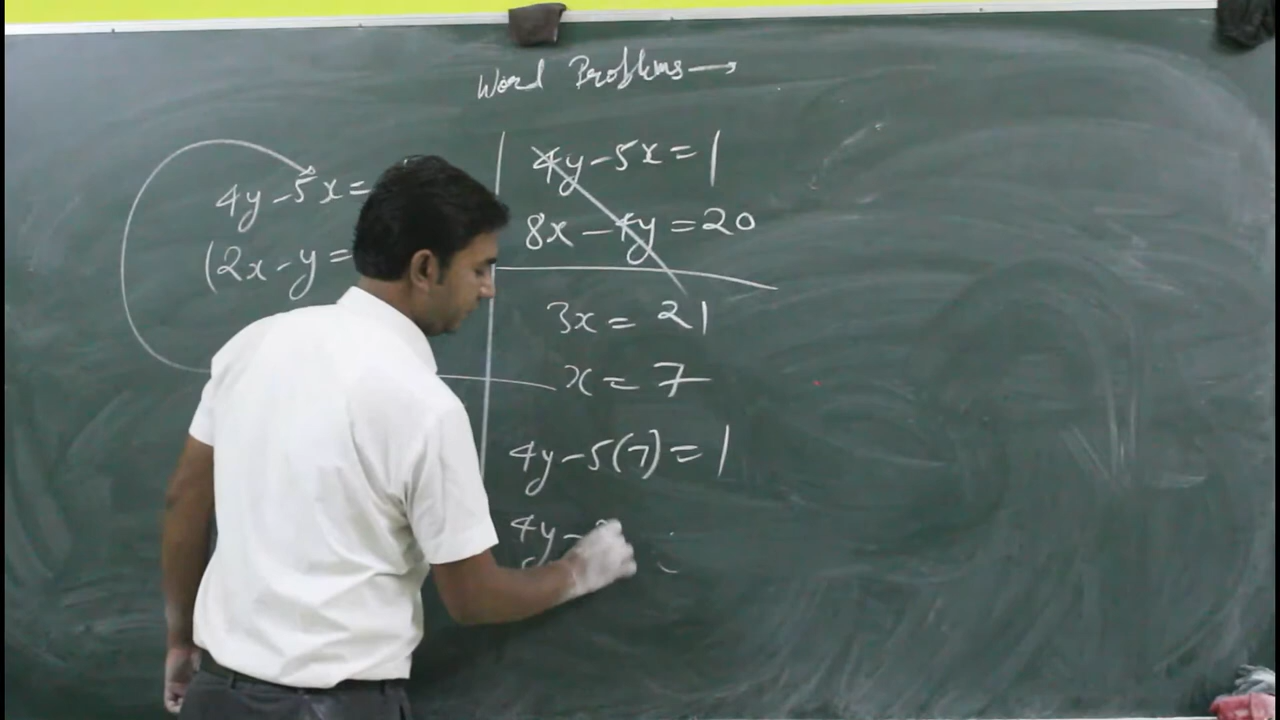 Word Problems →
4y - 5x =
(2x - y =
4y - 5x = 1
8x - 4y = 20
3x = 21
x = 7
4y - 5(7) = 1
4y -